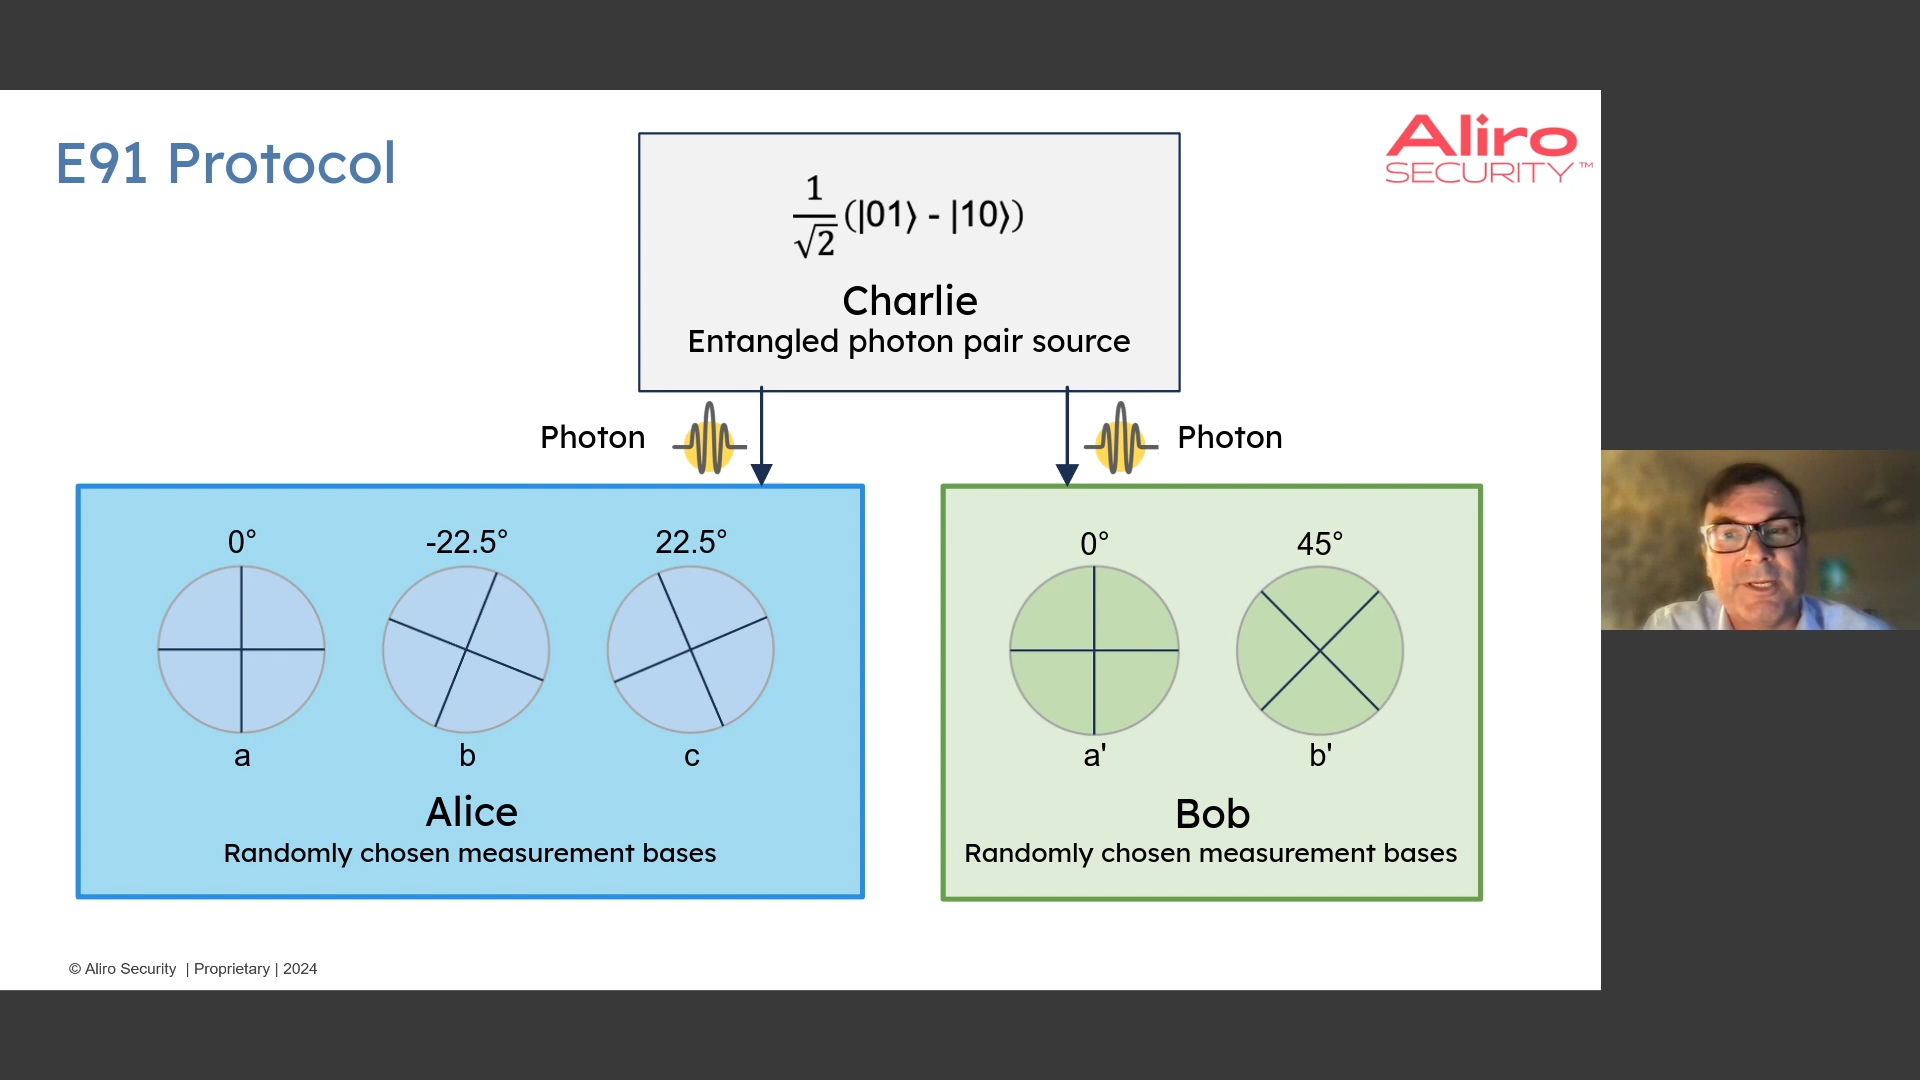 E91 Protocol
Aliro
SECURITY™
1
√2
(|01⟩ - |10⟩)
Charlie
Entangled photon pair source
Photon
Photon
0°
-22.5°
22.5°
a
b
c
Alice
Randomly chosen measurement bases
0°
45°
a'
b'
Bob
Randomly chosen measurement bases
© Aliro Security | Proprietary | 2024